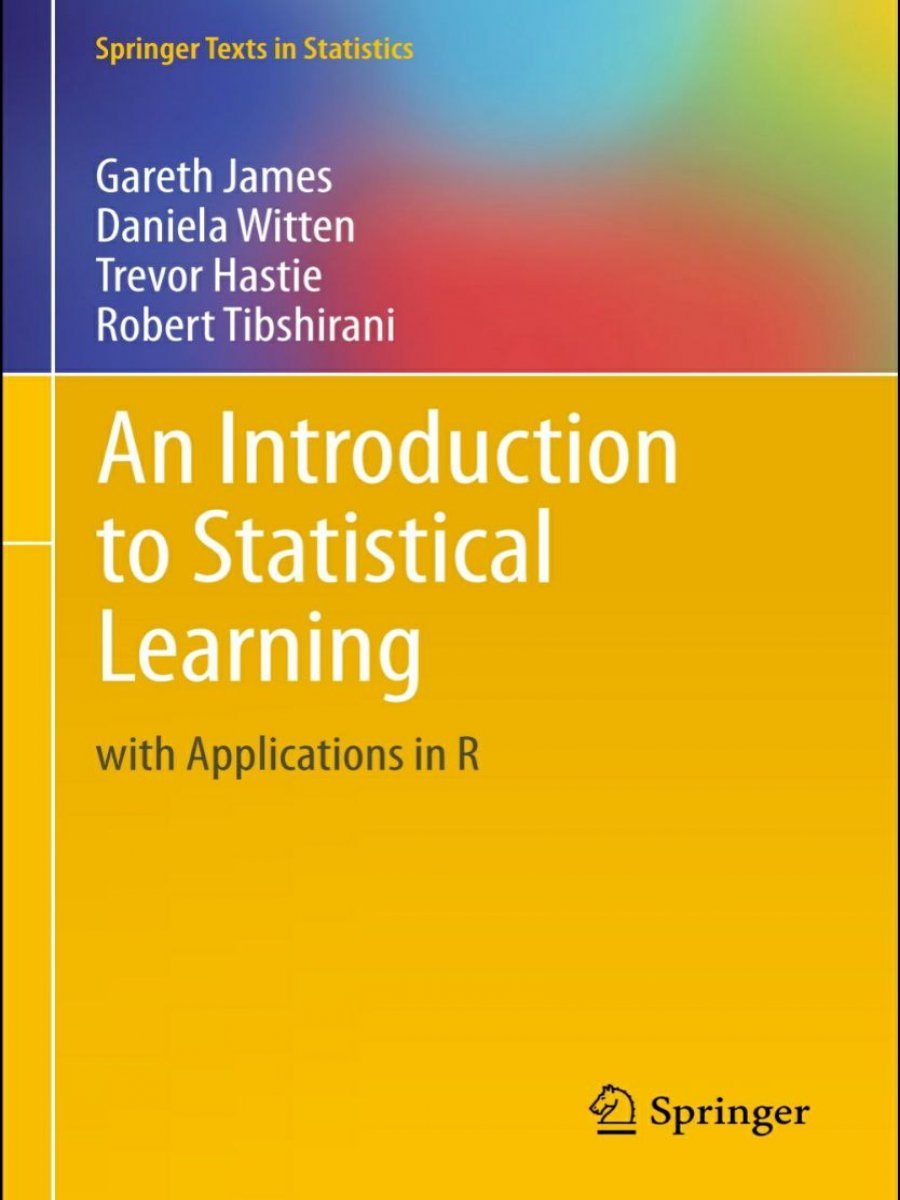 Springer Texts in Statistics
Gareth James
Daniela Witten
Trevor Hastie
Robert Tibshirani
An Introduction
to Statistical
Learning
with Applications in R
Springer